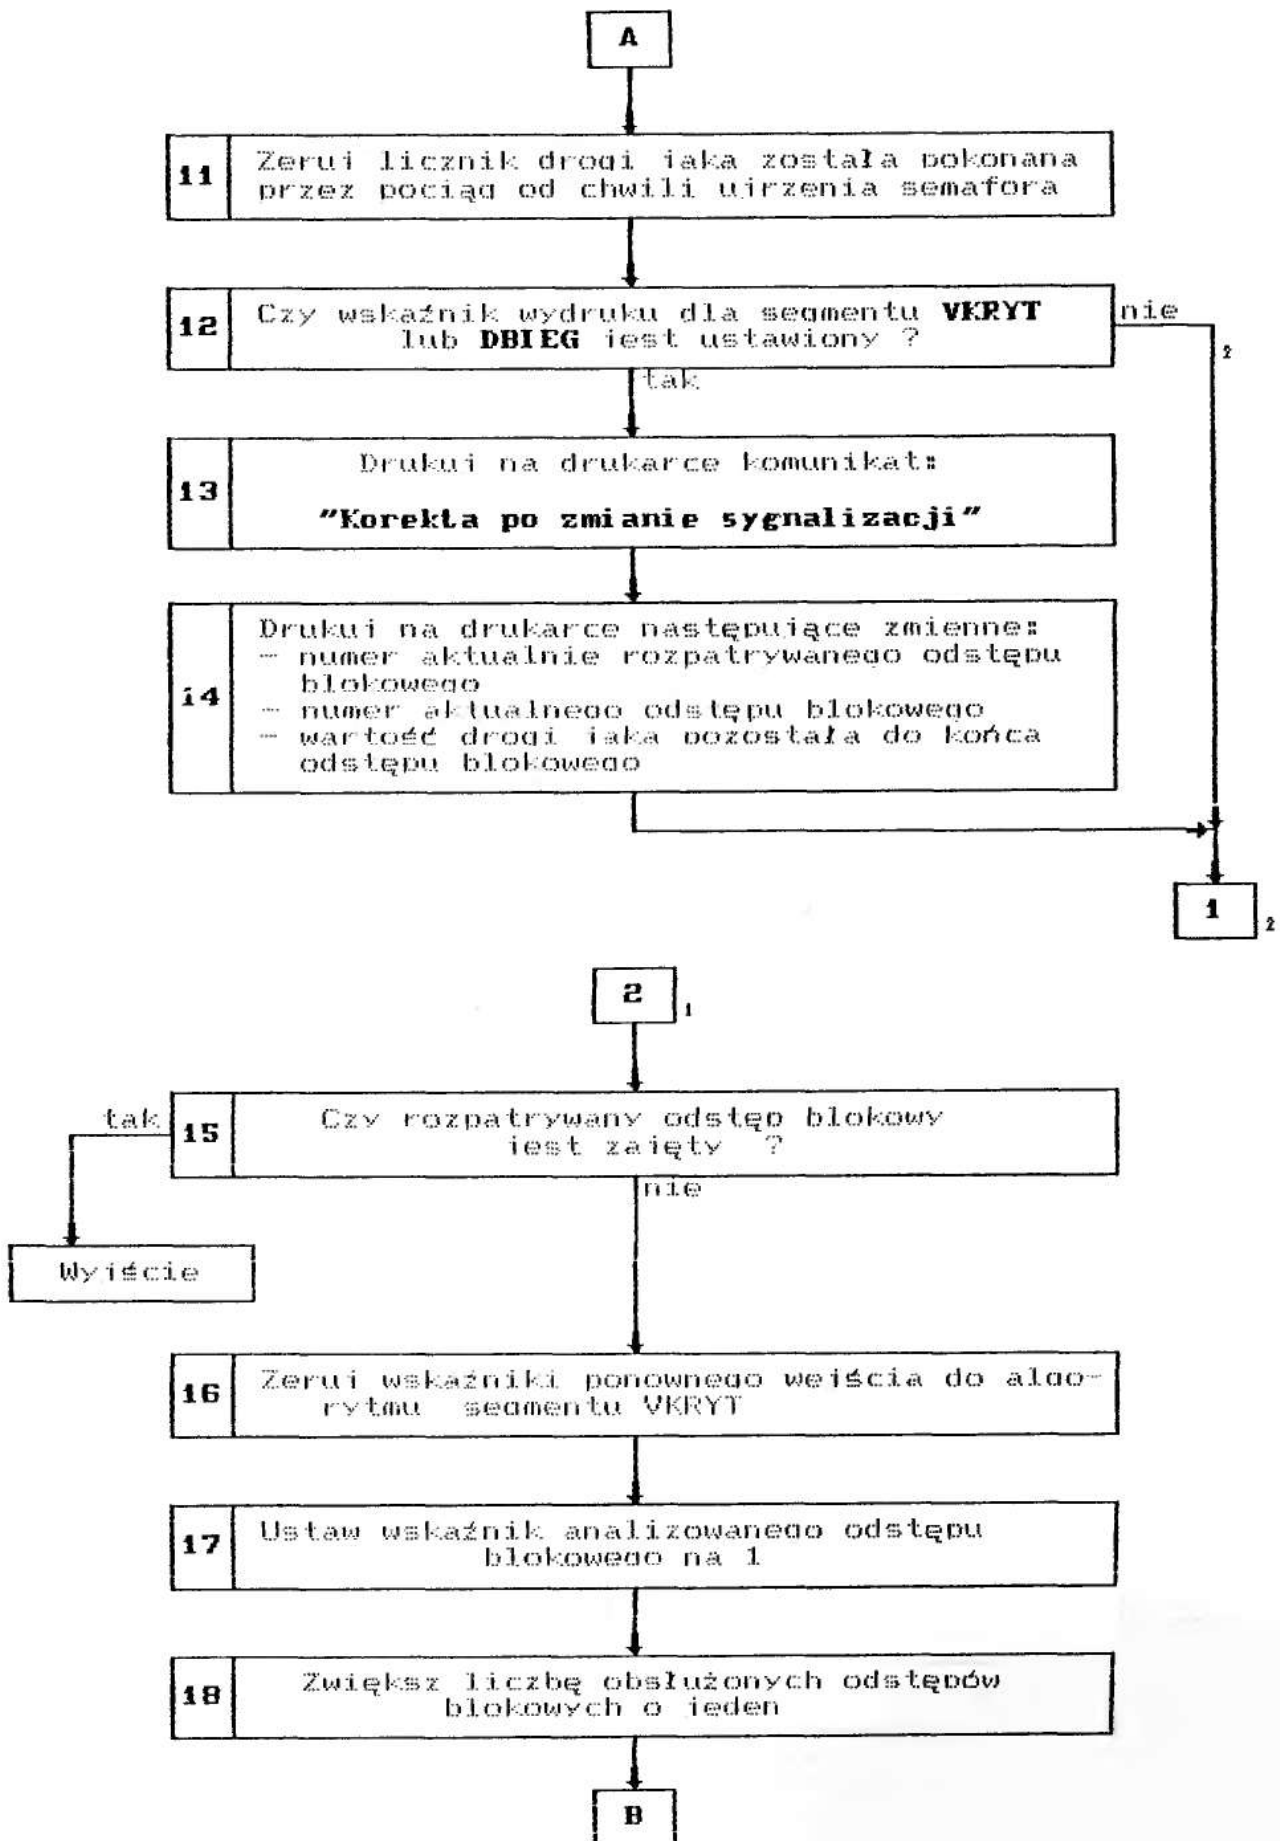 A
11 Zeruj licznik drogi jaka została pokonana
przez pociąg od chwili ujrzenia semafora
12 Czy wskaźnik wydruku dla segmentu VKRYT
lub DBIEG jest ustawiony ?
nie
2
tak
13 Drukuj na drukarce komunikat:
"Korekta po zmianie sygnalizacji"
14 Drukuj na drukarce następujące zmienne:
- numer aktualnie rozpatrywanego odstępu
blokowego
- numer aktualnego odstępu blokowego
- wartość drogi jaka pozostała do końca
odstępu blokowego
1
2
2
1
tak
15 Czy rozpatrywany odstęp blokowy
jest zajęty ?
nie
Wyjście
16 Zeruj wskaźniki ponownego wejścia do algo-
rytmu segmentu VKRYT
17 Ustaw wskaźnik analizowanego odstępu
blokowego na 1
18 Zwiększ liczbę obsłużonych odstępów
blokowych o jeden
B